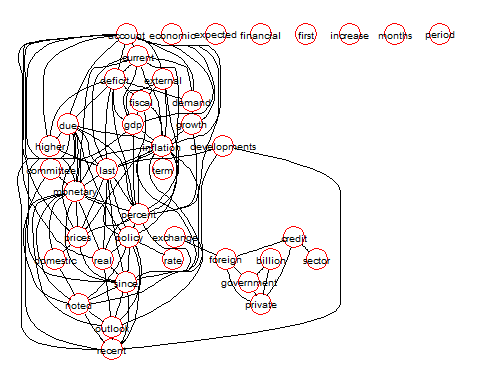 account economic expected financial first increase months period
current
deficit external
fiscal demand
due gdp growth
higher inflation developments
committee last term
monetary
percent
prices policy exchange credit
domestic real rate foreign billion sector
since government
noted private
outlook
recent